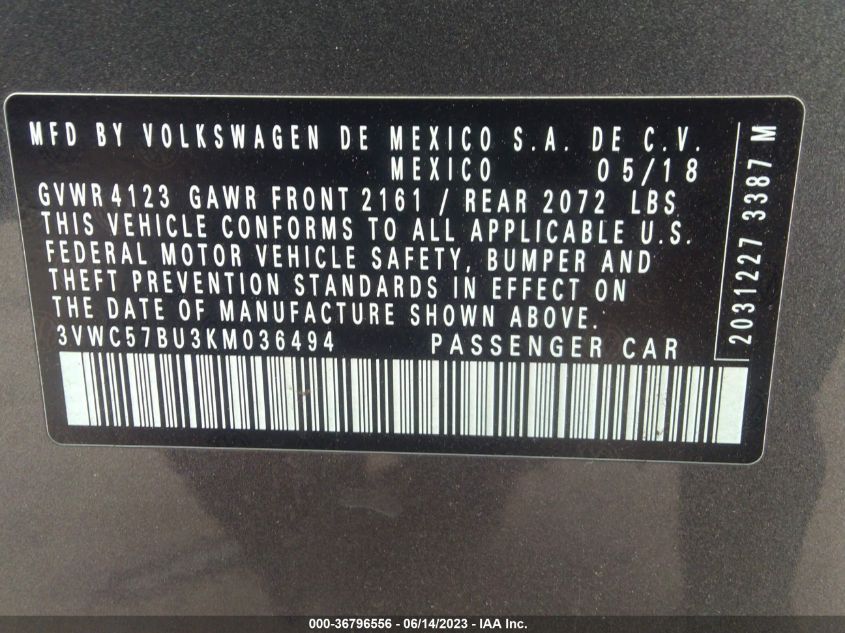 MFD BY VOLKSWAGEN DE MEXICO S.A. DE C.V.
MEXICO 05/18
GVWR 4123 GAWR FRONT 2161 / REAR 2072 LBS
THIS VEHICLE CONFORMS TO ALL APPLICABLE U.S.
FEDERAL MOTOR VEHICLE SAFETY, BUMPER AND
THEFT PREVENTION STANDARDS IN EFFECT ON
THE DATE OF MANUFACTURE SHOWN ABOVE.
3VWC57BU3KM036494 PASSENGER CAR
2031227 3387 M
000-36796556 / 06/14/2023 / IAA Inc.